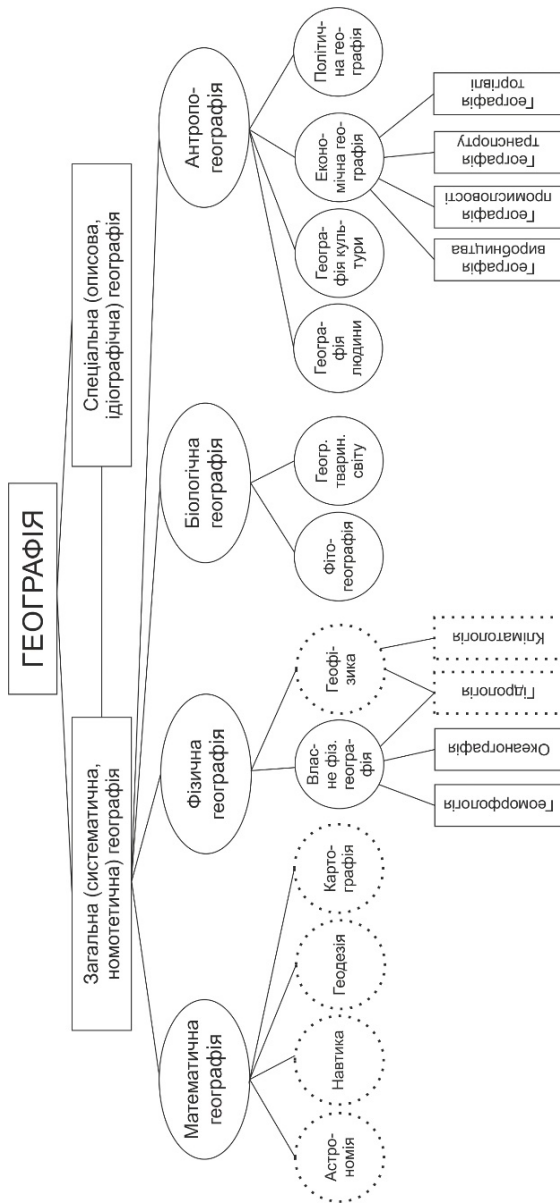 ГЕОГРАФІЯ
Загальна (систематична,
номотетична) географія
Спеціальна (описова,
ідіографічна) географія
Математична
географія
Фізична
географія
Біологічна
географія
Антропо-
географія
Астро-
номія
Навтика
Геодезія
Карто-
графія
Влас-
не фіз.
геогра-
фія
Геофі-
зика
Фіто-
географія
Геогр.
тварин.
світу
Геогра-
фія
людини
Геогра-
фія куль-
тури
Еконо-
мічна гео-
графія
Політич-
на гео-
графія
Геоморфологія
Океанографія
Гідрологія
Кліматологія
Географія
виробництва
Географія
промисловості
Географія
транспорту
Географія
торгівлі